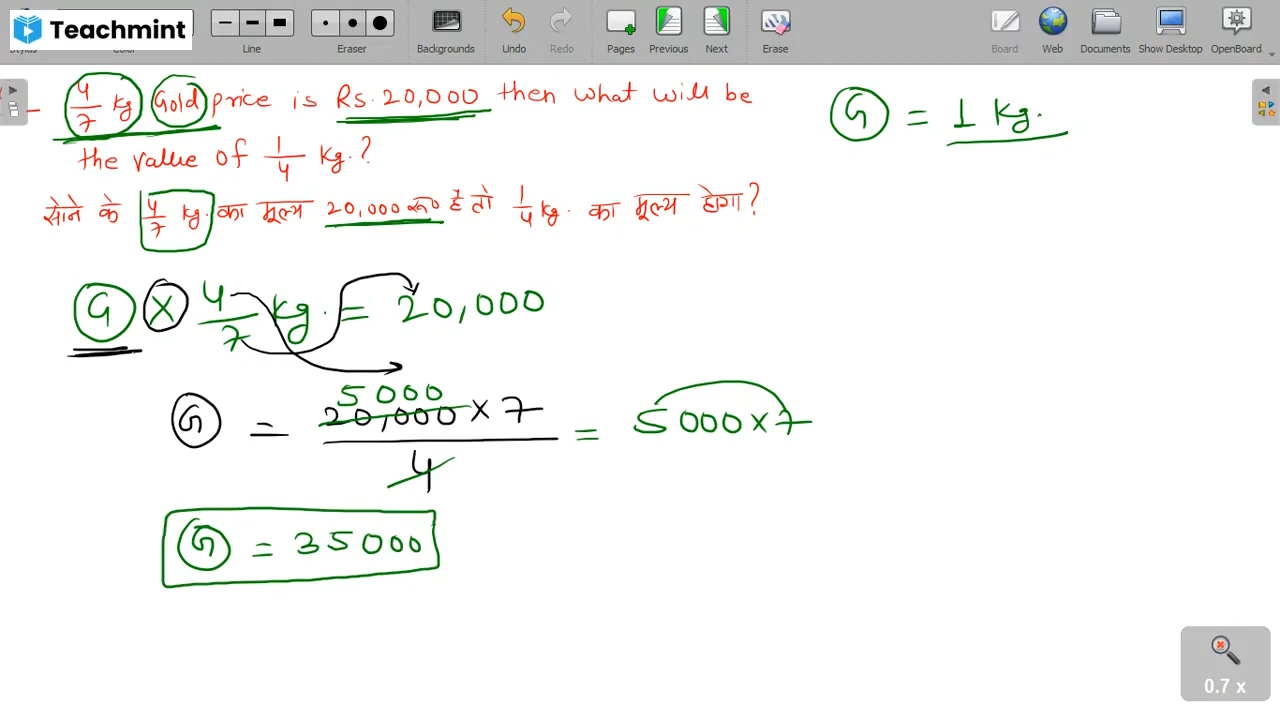 Teachmint
Line
Eraser
Backgrounds
Undo
Redo
Pages
Previous
Next
Erase
Board
Web
Documents
Show Desktop
OpenBoard
4/7 kg Gold price is Rs. 20,000 then what will be
the value of 1/4 kg.?
सोने के 4/7 kg. का मूल्य 20,000 रू0 है तो 1/4 kg. का मूल्य होगा?
G = 1 kg.
G × 4/7 kg. = 20,000
5000
G = 20,000 × 7 / 4 = 5000 × 7
G = 35000
0.7 x